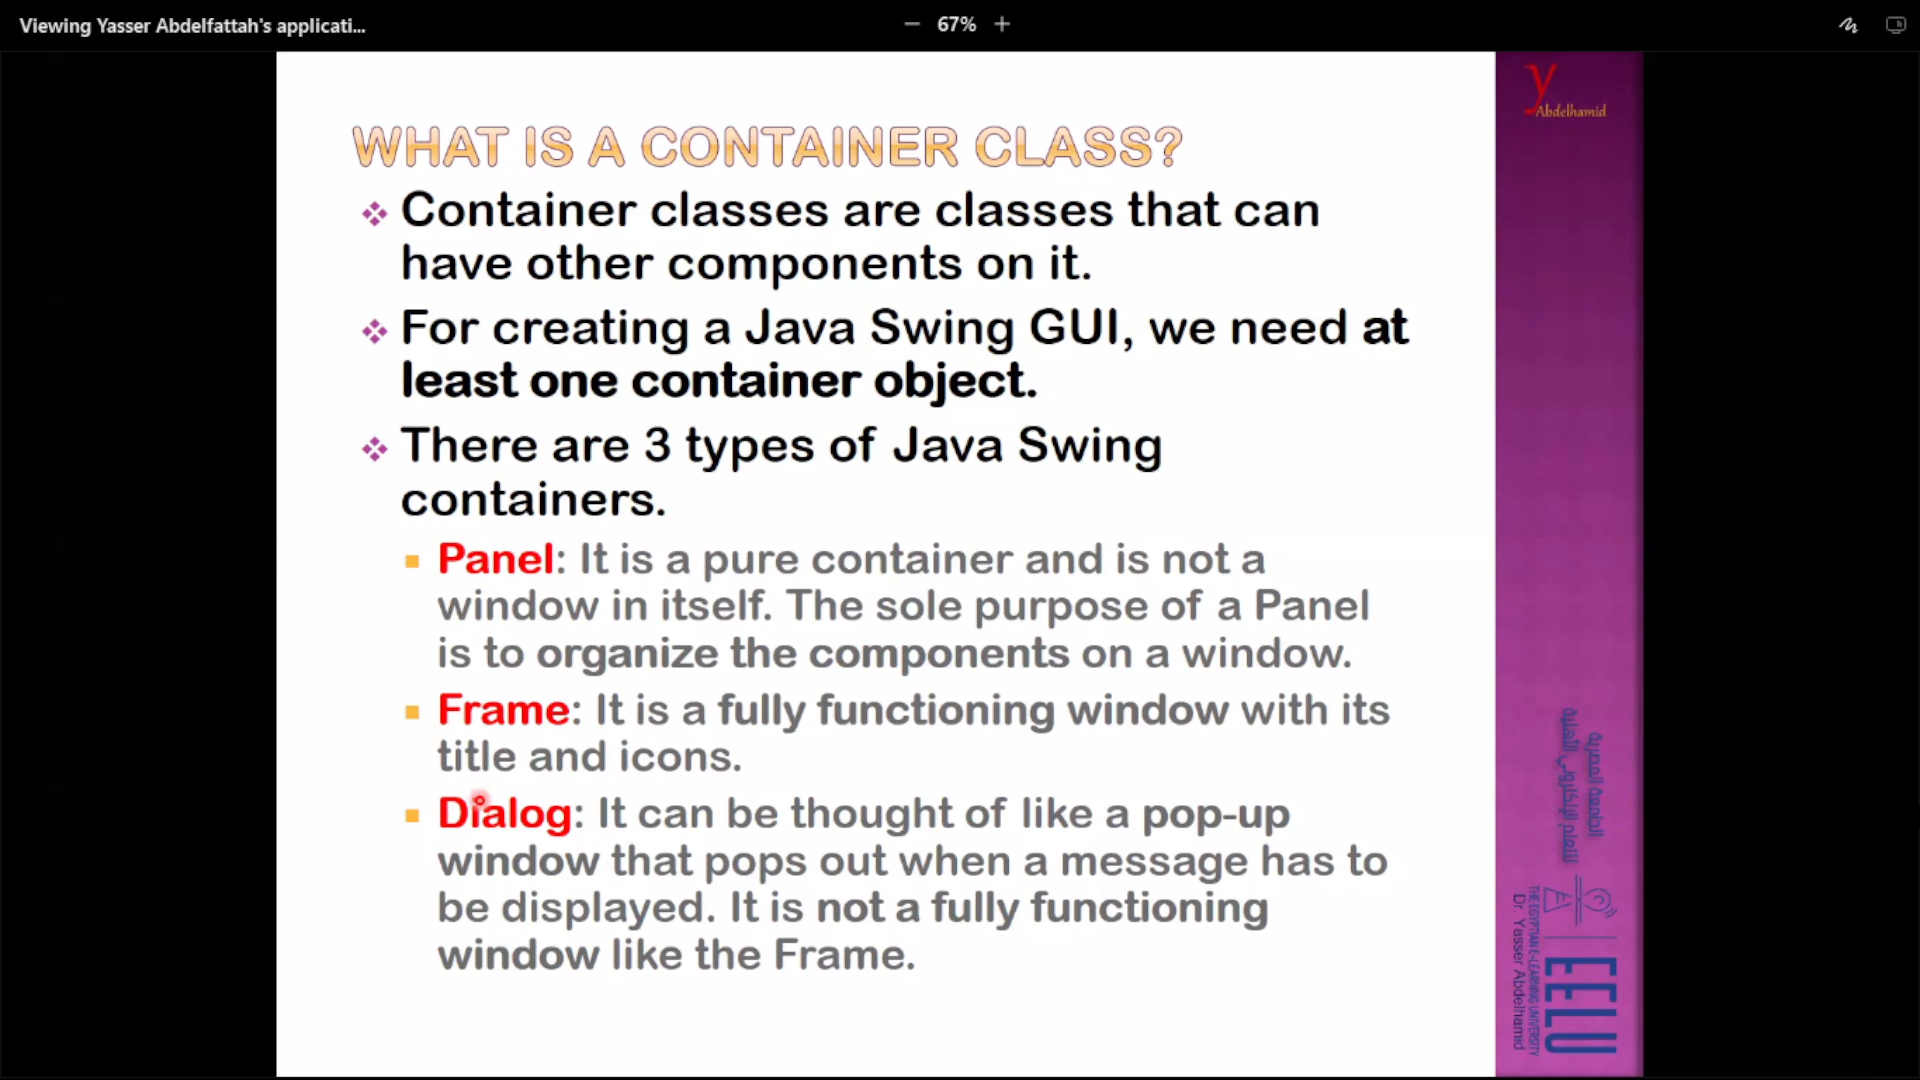 Viewing Yasser Abdelfattah's applicati...
67%
y
Abdelhamid
WHAT IS A CONTAINER CLASS?
Container classes are classes that can
have other components on it.
For creating a Java Swing GUI, we need at
least one container object.
There are 3 types of Java Swing
containers.
Panel: It is a pure container and is not a
window in itself. The sole purpose of a Panel
is to organize the components on a window.
Frame: It is a fully functioning window with its
title and icons.
Dialog: It can be thought of like a pop-up
window that pops out when a message has to
be displayed. It is not a fully functioning
window like the Frame.
الجامعة المصرية
للتعلم الإلكتروني الأهلية
EELU
THE EGYPTIAN E-LEARNING UNIVERSITY
Dr. Yasser Abdelhamid